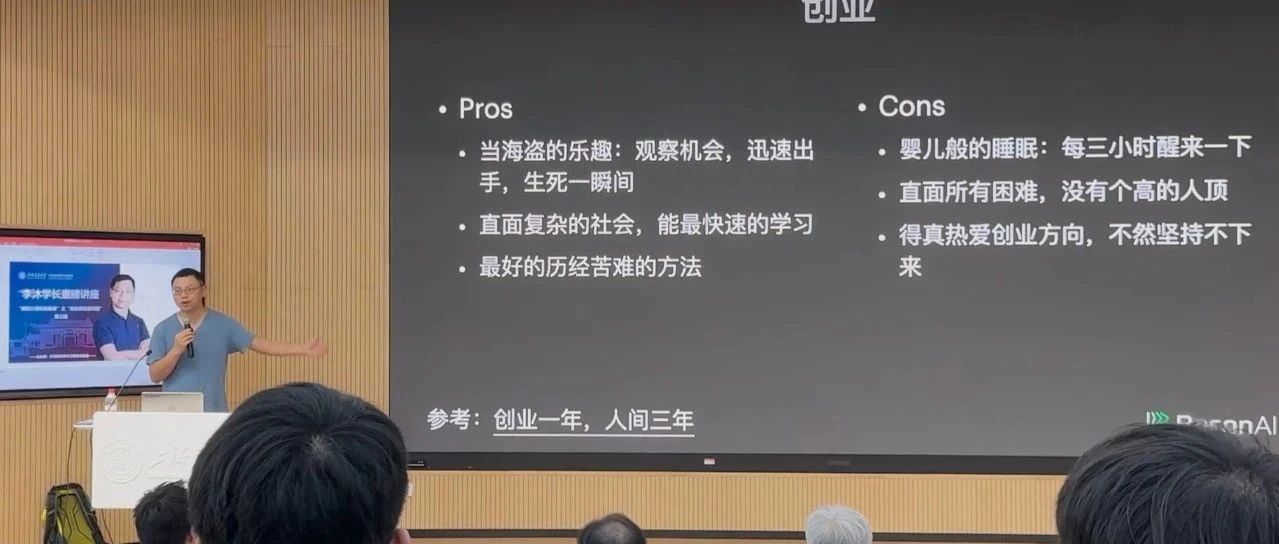 创业
• Pros
• 当海盗的乐趣：观察机会，迅速出
手，生死一瞬间
• 直面复杂的社会，能最快速的学习
• 最好的历经苦难的方法
• Cons
• 婴儿般的睡眠：每三小时醒来一下
• 直面所有困难，没有个高的人顶
• 得真热爱创业方向，不然坚持不下
来
参考：创业一年，人间三年
李沐学长重磅讲座